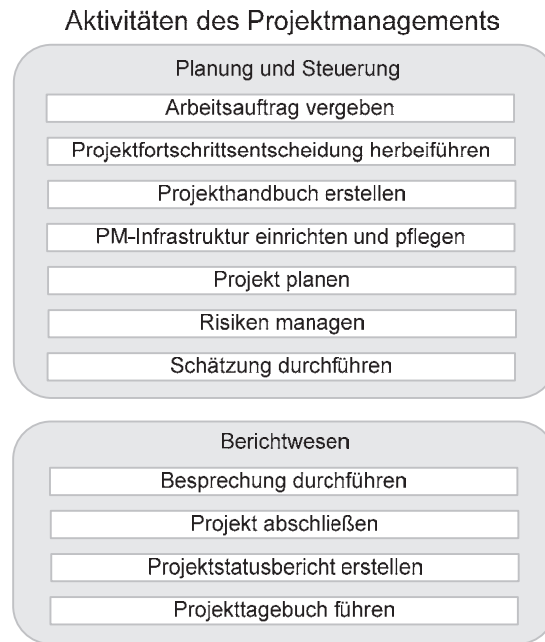 Aktivitäten des Projektmanagements
Planung und Steuerung
Arbeitsauftrag vergeben
Projektfortschrittsentscheidung herbeiführen
Projekthandbuch erstellen
PM-Infrastruktur einrichten und pflegen
Projekt planen
Risiken managen
Schätzung durchführen
Berichtwesen
Besprechung durchführen
Projekt abschließen
Projektstatusbericht erstellen
Projekttagebuch führen